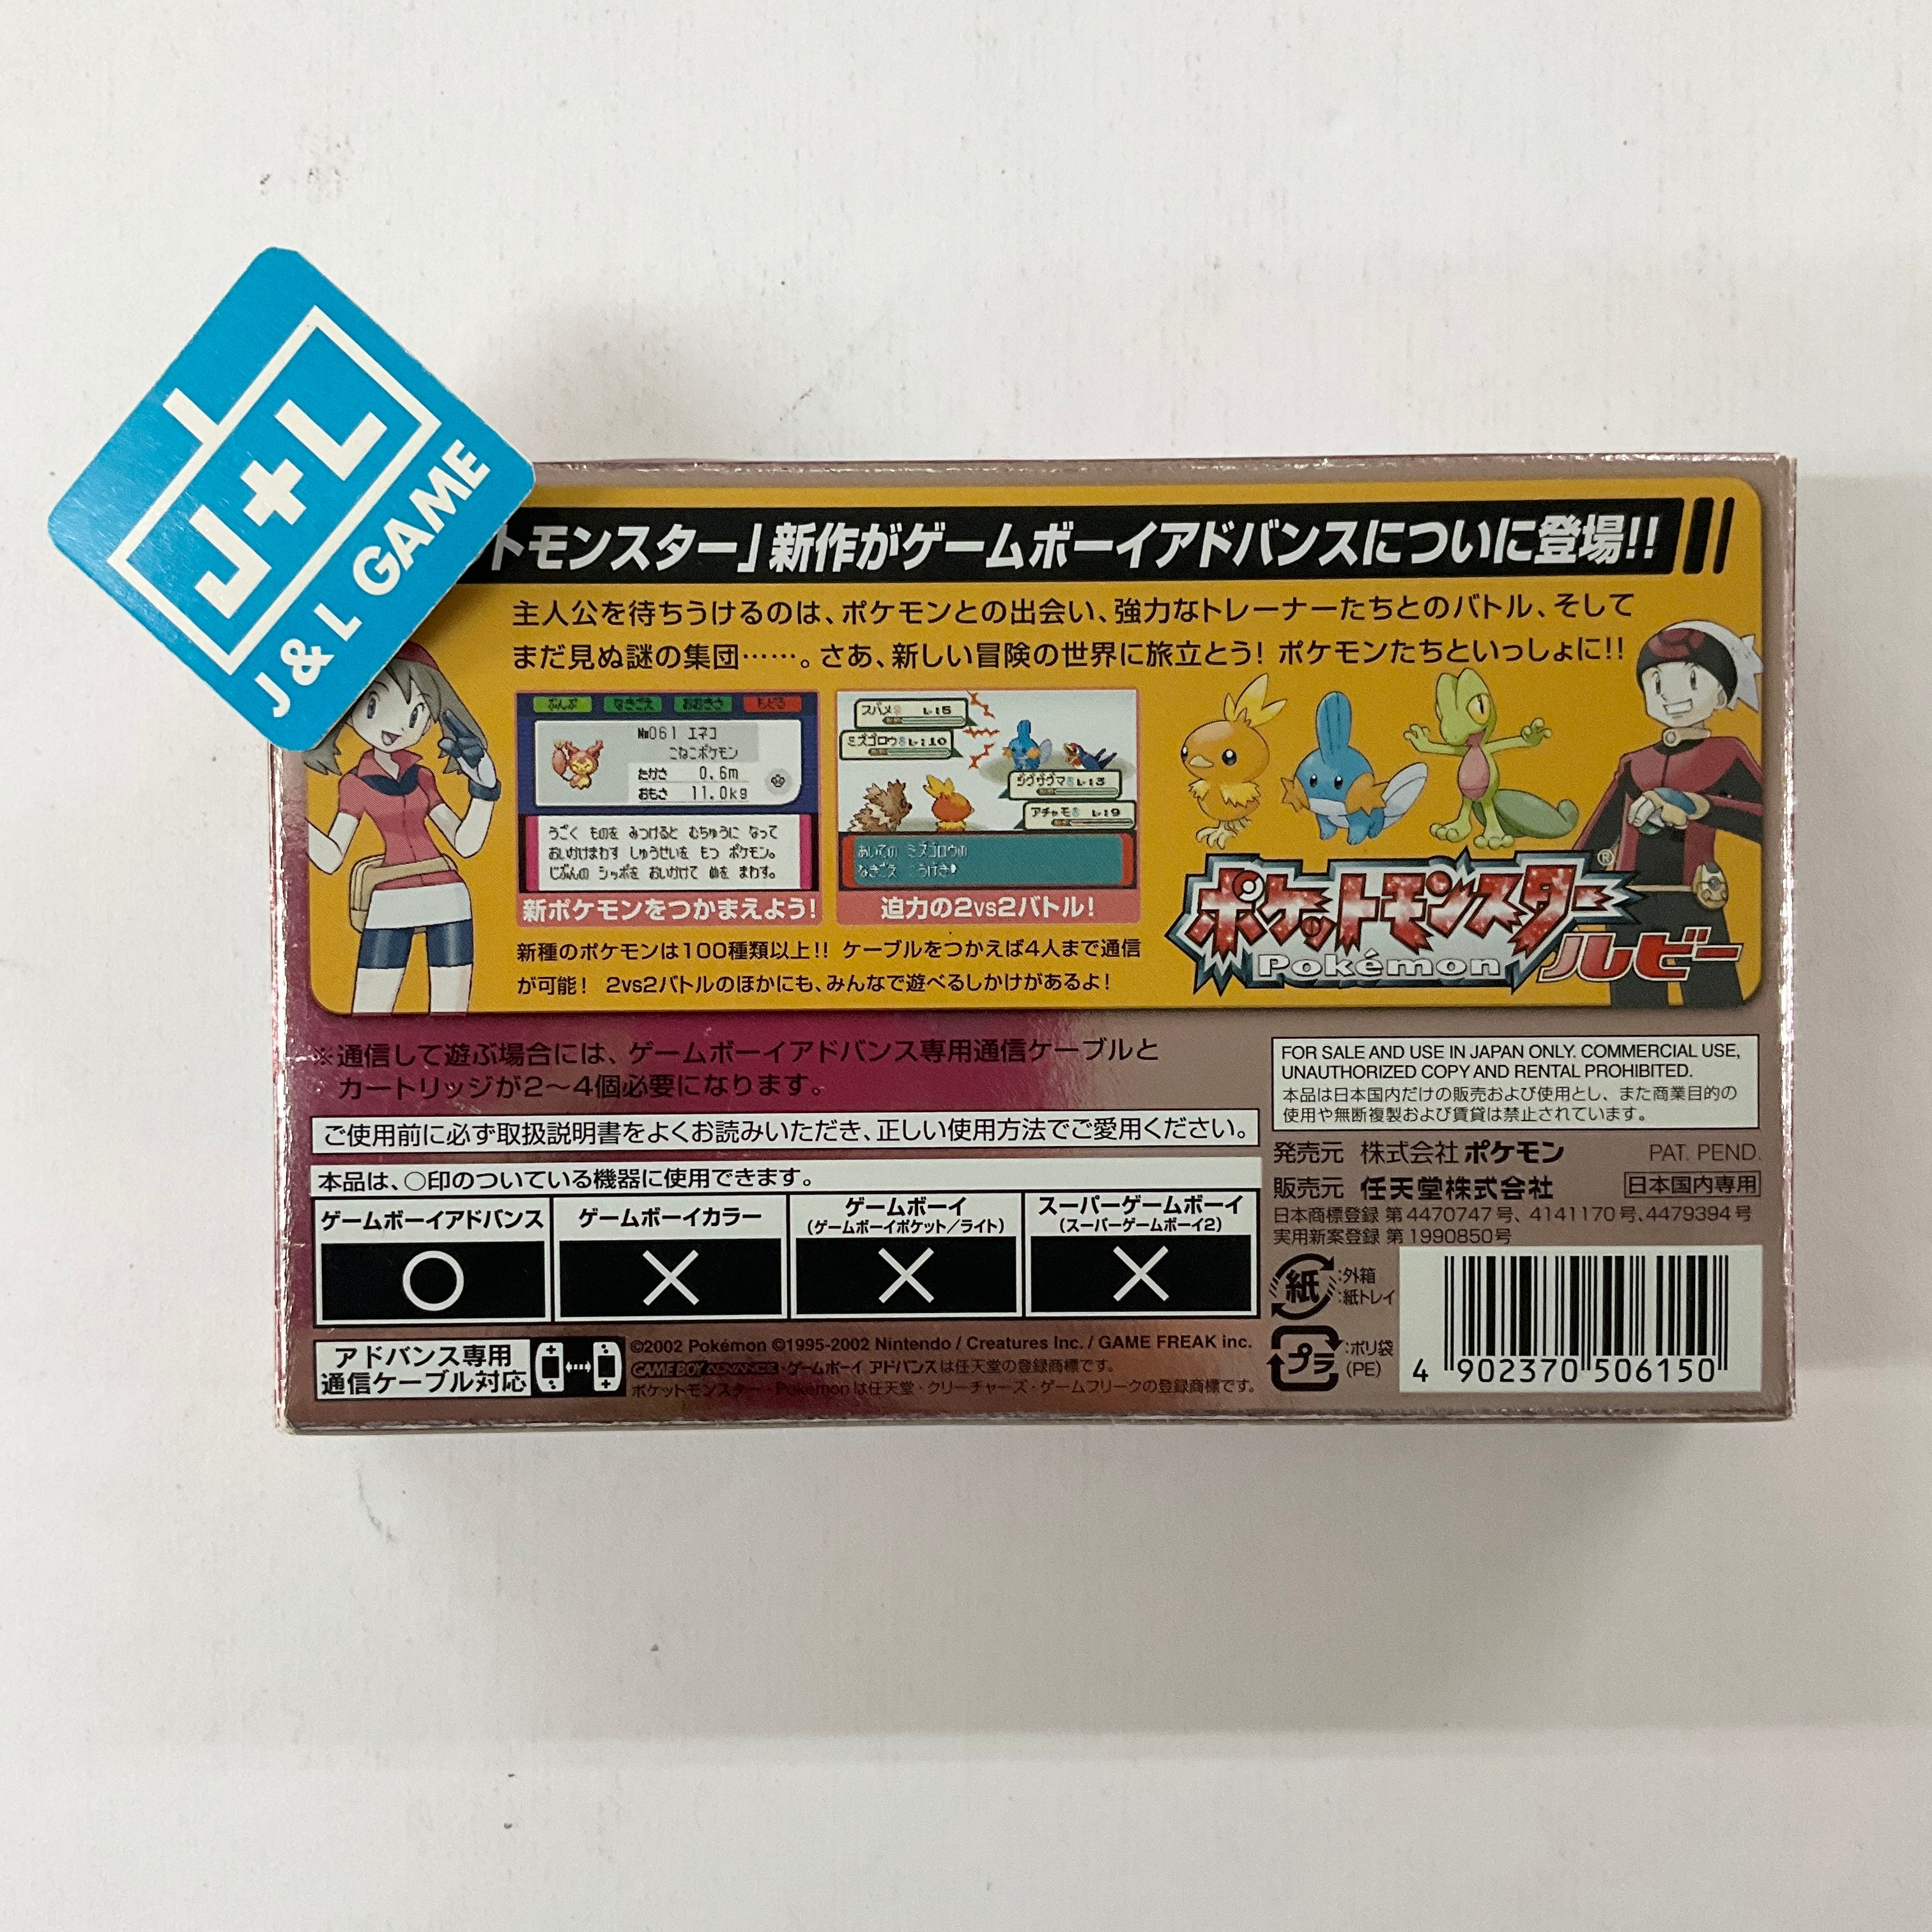 J+L
J&L GAME
トモンスター」新作がゲームボーイアドバンスについに登場!!
主人公を待ちうけるのは、ポケモンとの出会い、強力なトレーナーたちとのバトル、そして
まだ見ぬ謎の集団……。さあ、新しい冒険の世界に旅立とう! ポケモンたちといっしょに!!
ぶんぷ なきごえ おおきさ もどる
№061 エネコ
こねこポケモン
たかさ 0.6m
おもさ 11.0kg
うごく ものを みつけると むちゅうに なって
おいかけまわす しゅうせいを もつ ポケモン。
じぶんの シッポを おいかけて めを まわす。
新ポケモンをつかまえよう!
スバメ♀ Lv15
ミズゴロウ♂Lv10
ジグザグマ♂Lv13
アチャモ♂ Lv19
あいての ミズゴロウの
なきごえ こうげき!
迫力の2vs2バトル!
新種のポケモンは100種類以上!! ケーブルをつかえば4人まで通信
が可能! 2vs2バトルのほかにも、みんなで遊べるしかけがあるよ!
ポケットモンスター®
Pokémon
ルビー
※通信して遊ぶ場合には、ゲームボーイアドバンス専用通信ケーブルと
カートリッジが2〜4個必要になります。
ご使用前に必ず取扱説明書をよくお読みいただき、正しい使用方法でご愛用ください。
本品は、○印のついている機器に使用できます。
ゲームボーイアドバンス
○
ゲームボーイカラー
×
ゲームボーイ
(ゲームボーイポケット/ライト)
×
スーパーゲームボーイ
(スーパーゲームボーイ2)
×
アドバンス専用
通信ケーブル対応
©2002 Pokémon ©1995-2002 Nintendo / Creatures Inc. / GAME FREAK inc.
GAME BOY ADVANCE・ゲームボーイ アドバンスは任天堂の登録商標です。
ポケットモンスター・Pokémonは任天堂・クリーチャーズ・ゲームフリークの登録商標です。
FOR SALE AND USE IN JAPAN ONLY. COMMERCIAL USE,
UNAUTHORIZED COPY AND RENTAL PROHIBITED.
本品は日本国内だけの販売および使用とし、また商業目的の
使用や無断複製および賃貸は禁止されています。
発売元 株式会社ポケモン PAT. PEND.
販売元 任天堂株式会社 日本国内専用
日本商標登録 第4470747号、4141170号、4479394号
実用新案登録 第1990850号
紙 :外箱
:紙トレイ
プラ :ポリ袋
(PE)
4 902370 506150